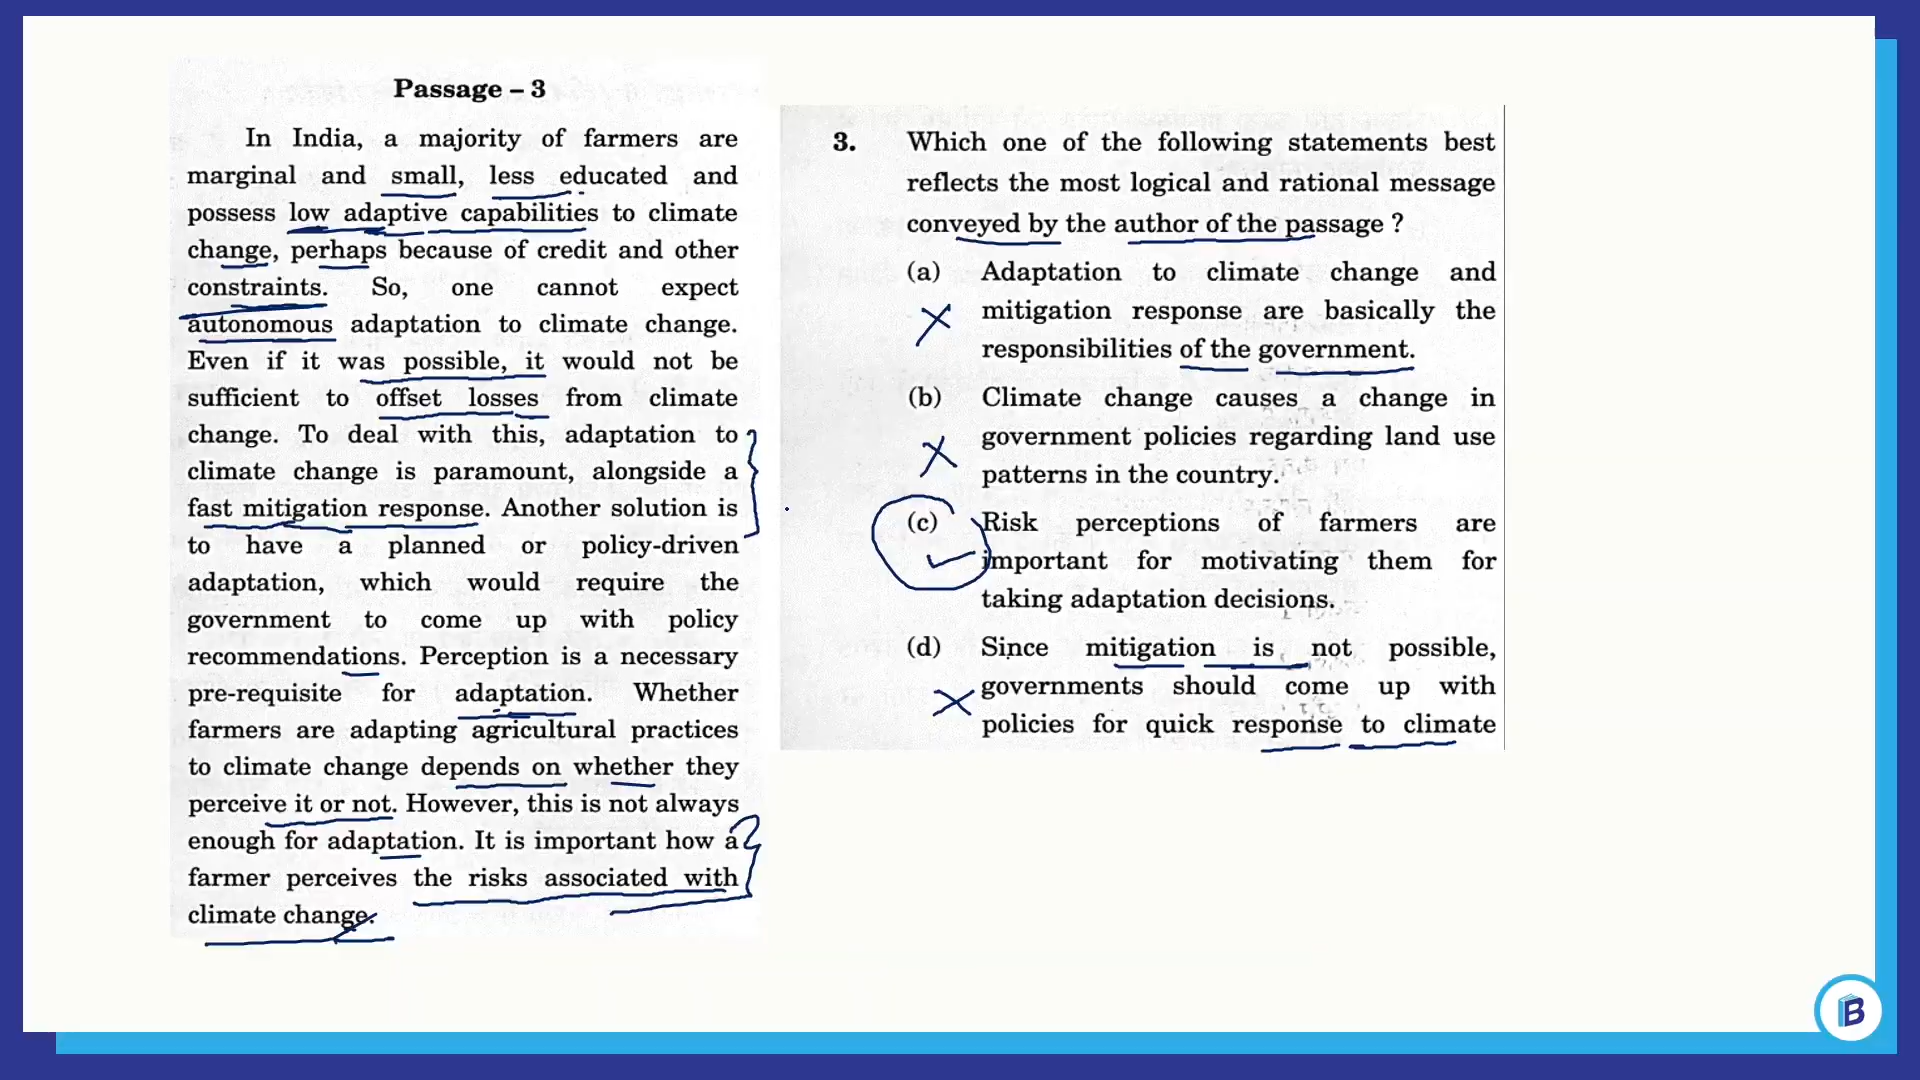 Passage – 3
In India, a majority of farmers are
marginal and small, less educated and
possess low adaptive capabilities to climate
change, perhaps because of credit and other
constraints. So, one cannot expect
autonomous adaptation to climate change.
Even if it was possible, it would not be
sufficient to offset losses from climate
change. To deal with this, adaptation to
climate change is paramount, alongside a
fast mitigation response. Another solution is
to have a planned or policy-driven
adaptation, which would require the
government to come up with policy
recommendations. Perception is a necessary
pre-requisite for adaptation. Whether
farmers are adapting agricultural practices
to climate change depends on whether they
perceive it or not. However, this is not always
enough for adaptation. It is important how a
farmer perceives the risks associated with
climate change.
3. Which one of the following statements best
reflects the most logical and rational message
conveyed by the author of the passage ?
(a) Adaptation to climate change and
mitigation response are basically the
responsibilities of the government.
(b) Climate change causes a change in
government policies regarding land use
patterns in the country.
(c) Risk perceptions of farmers are
important for motivating them for
taking adaptation decisions.
(d) Since mitigation is not possible,
governments should come up with
policies for quick response to climate
B